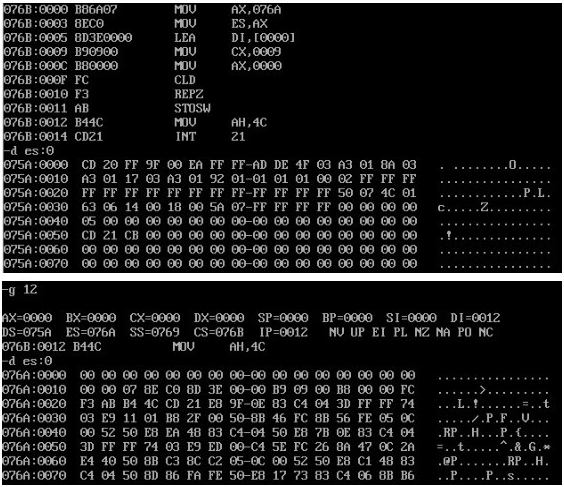 076B:0000 B86A07 MOV AX,076A
076B:0003 8EC0 MOV ES,AX
076B:0005 8D3E0000 LEA DI,[0000]
076B:0009 B90900 MOV CX,0009
076B:000C B80000 MOV AX,0000
076B:000F FC CLD
076B:0010 F3 REPZ
076B:0011 AB STOSW
076B:0012 B44C MOV AH,4C
076B:0014 CD21 INT 21
-d es:0
075A:0000 CD 20 FF 9F 00 EA FF FF-AD DE 4F 03 A3 01 8A 03 . ........O.....
075A:0010 A3 01 17 03 A3 01 92 01-01 01 01 00 02 FF FF FF ................
075A:0020 FF FF FF FF FF FF FF FF-FF FF FF FF 50 07 4C 01 ............P.L.
075A:0030 63 06 14 00 18 00 5A 07-FF FF FF FF 00 00 00 00 c.....Z.........
075A:0040 05 00 00 00 00 00 00 00-00 00 00 00 00 00 00 00 ................
075A:0050 CD 21 CB 00 00 00 00 00-00 00 00 00 00 00 00 00 .!..............
075A:0060 00 00 00 00 00 00 00 00-00 00 00 00 00 00 00 00 ................
075A:0070 00 00 00 00 00 00 00 00-00 00 00 00 00 00 00 00 ................
-g 12
AX=0000 BX=0000 CX=0000 DX=0000 SP=0000 BP=0000 SI=0000 DI=0012
DS=075A ES=076A SS=0769 CS=076B IP=0012 NV UP EI PL NZ NA PO NC
076B:0012 B44C MOV AH,4C
-d es:0
076A:0000 00 00 00 00 00 00 00 00-00 00 00 00 00 00 00 00 ................
076A:0010 00 00 07 8E C0 8D 3E 00-00 B9 09 00 B8 00 00 FC ......>.........
076A:0020 F3 AB B4 4C CD 21 E8 9F-0E 83 C4 04 3D FF FF 74 ...L.!......=..t
076A:0030 03 E9 11 01 B8 2F 00 50-8B 46 FC 8B 56 FE 05 0C ...../.P.F..V...
076A:0040 00 52 50 E8 EA 48 83 C4-04 50 E8 7B 0E 83 C4 04 .RP..H...P.{....
076A:0050 3D FF FF 74 03 E9 ED 00-C4 5E FC 26 8A 47 0C 2A =..t.....^.&.G.*
076A:0060 E4 40 50 8B C3 8C C2 05-0C 00 52 50 E8 C1 48 83 .@P.......RP..H.
076A:0070 C4 04 50 8D 86 FA FE 50-E8 17 73 83 C4 06 8B B6 ..P....P..s.....